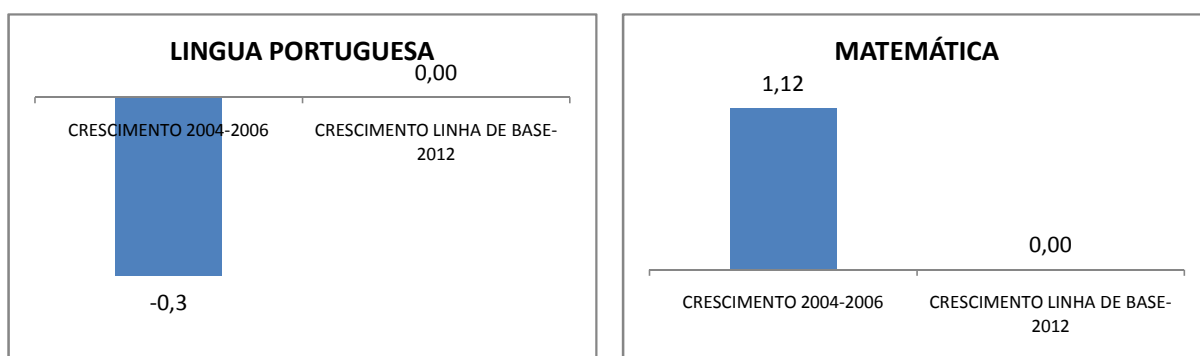 LINGUA PORTUGUESA
0,00
CRESCIMENTO 2004-2006
CRESCIMENTO LINHA DE BASE-
2012
-0,3
MATEMÁTICA
1,12
0,00
CRESCIMENTO 2004-2006
CRESCIMENTO LINHA DE BASE-
2012